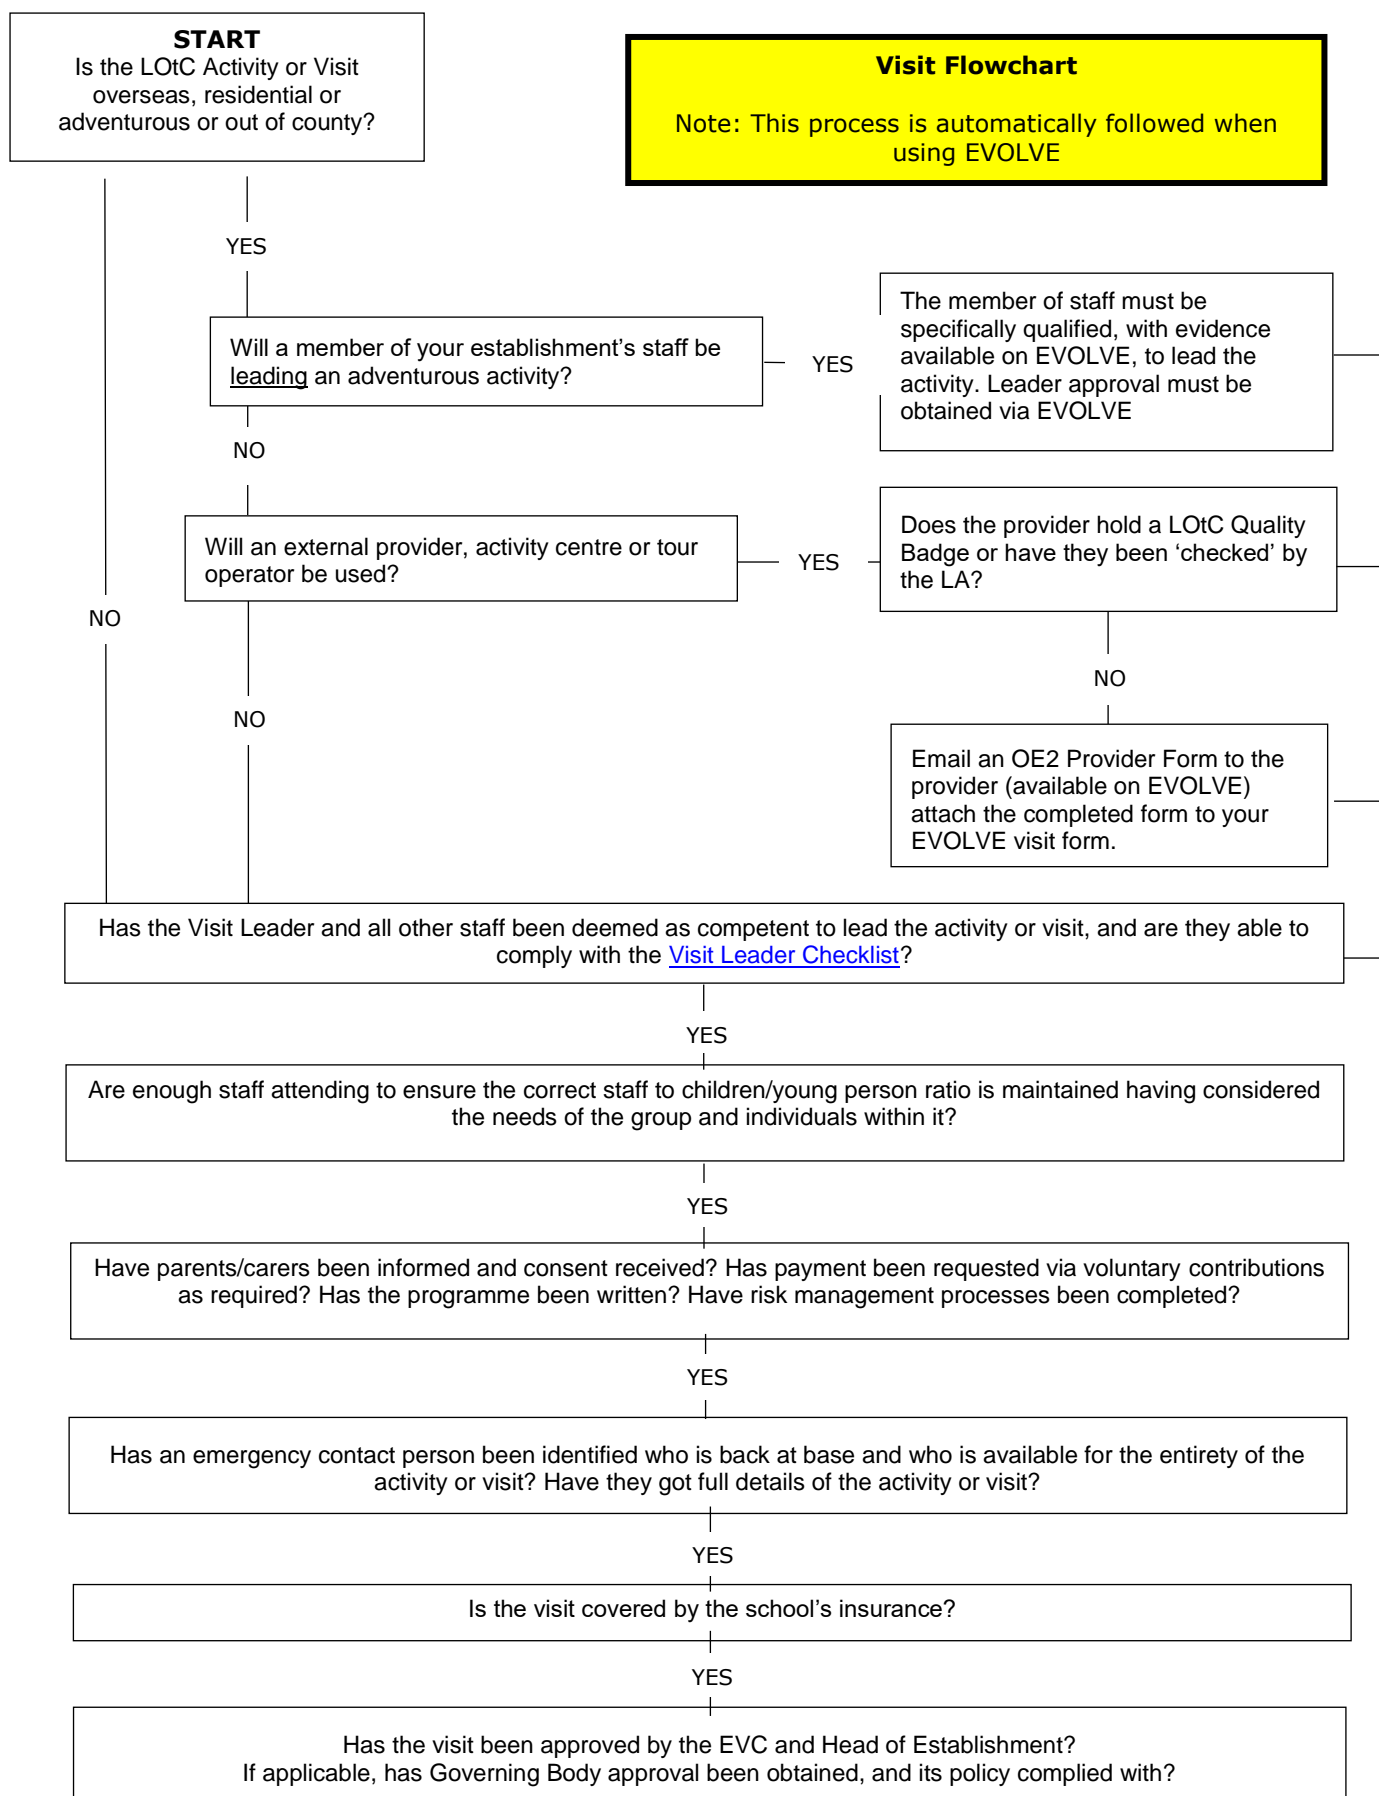 START
Is the LOtC Activity or Visit
overseas, residential or
adventurous or out of county?
Visit Flowchart
Note: This process is automatically followed when
using EVOLVE
YES
Will a member of your establishment’s staff be
leading an adventurous activity?
YES
The member of staff must be
specifically qualified, with evidence
available on EVOLVE, to lead the
activity. Leader approval must be
obtained via EVOLVE
NO
Will an external provider, activity centre or tour
operator be used?
YES
Does the provider hold a LOtC Quality
Badge or have they been ‘checked’ by
the LA?
NO
NO
NO
Email an OE2 Provider Form to the
provider (available on EVOLVE)
attach the completed form to your
EVOLVE visit form.
Has the Visit Leader and all other staff been deemed as competent to lead the activity or visit, and are they able to
comply with the Visit Leader Checklist?
YES
Are enough staff attending to ensure the correct staff to children/young person ratio is maintained having considered
the needs of the group and individuals within it?
YES
Have parents/carers been informed and consent received? Has payment been requested via voluntary contributions
as required? Has the programme been written? Have risk management processes been completed?
YES
Has an emergency contact person been identified who is back at base and who is available for the entirety of the
activity or visit? Have they got full details of the activity or visit?
YES
Is the visit covered by the school’s insurance?
YES
Has the visit been approved by the EVC and Head of Establishment?
If applicable, has Governing Body approval been obtained, and its policy complied with?